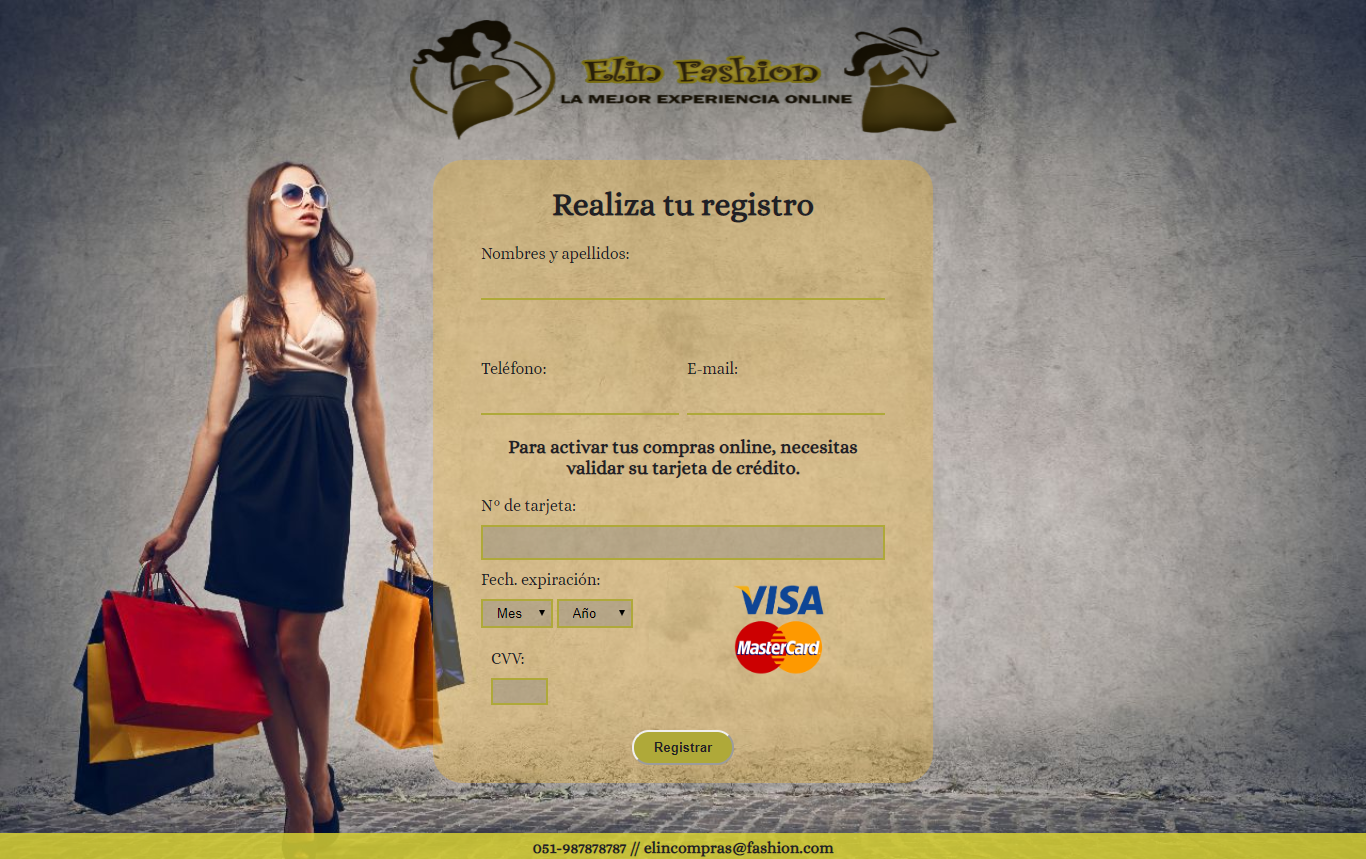 Elin Fashion
LA MEJOR EXPERIENCIA ONLINE
Realiza tu registro
Nombres y apellidos:
Teléfono: E-mail:
Para activar tus compras online, necesitas
validar su tarjeta de crédito.
Nº de tarjeta:
Fech. expiración:
Mes Año
VISA
MasterCard
CVV:
Registrar
051-987878787 // elincompras@fashion.com